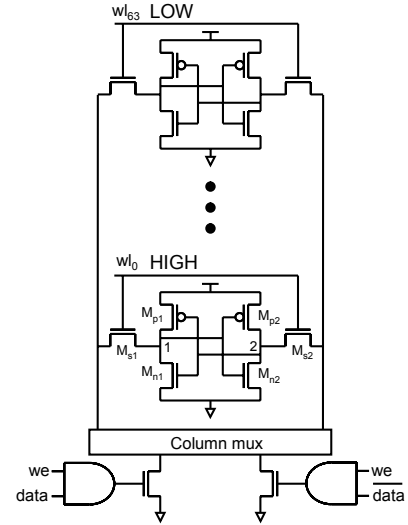 wl63 LOW
wl0 HIGH
Mp1
Mp2
Ms1
1
2
Ms2
Mn1
Mn2
Column mux
we
we
data
data